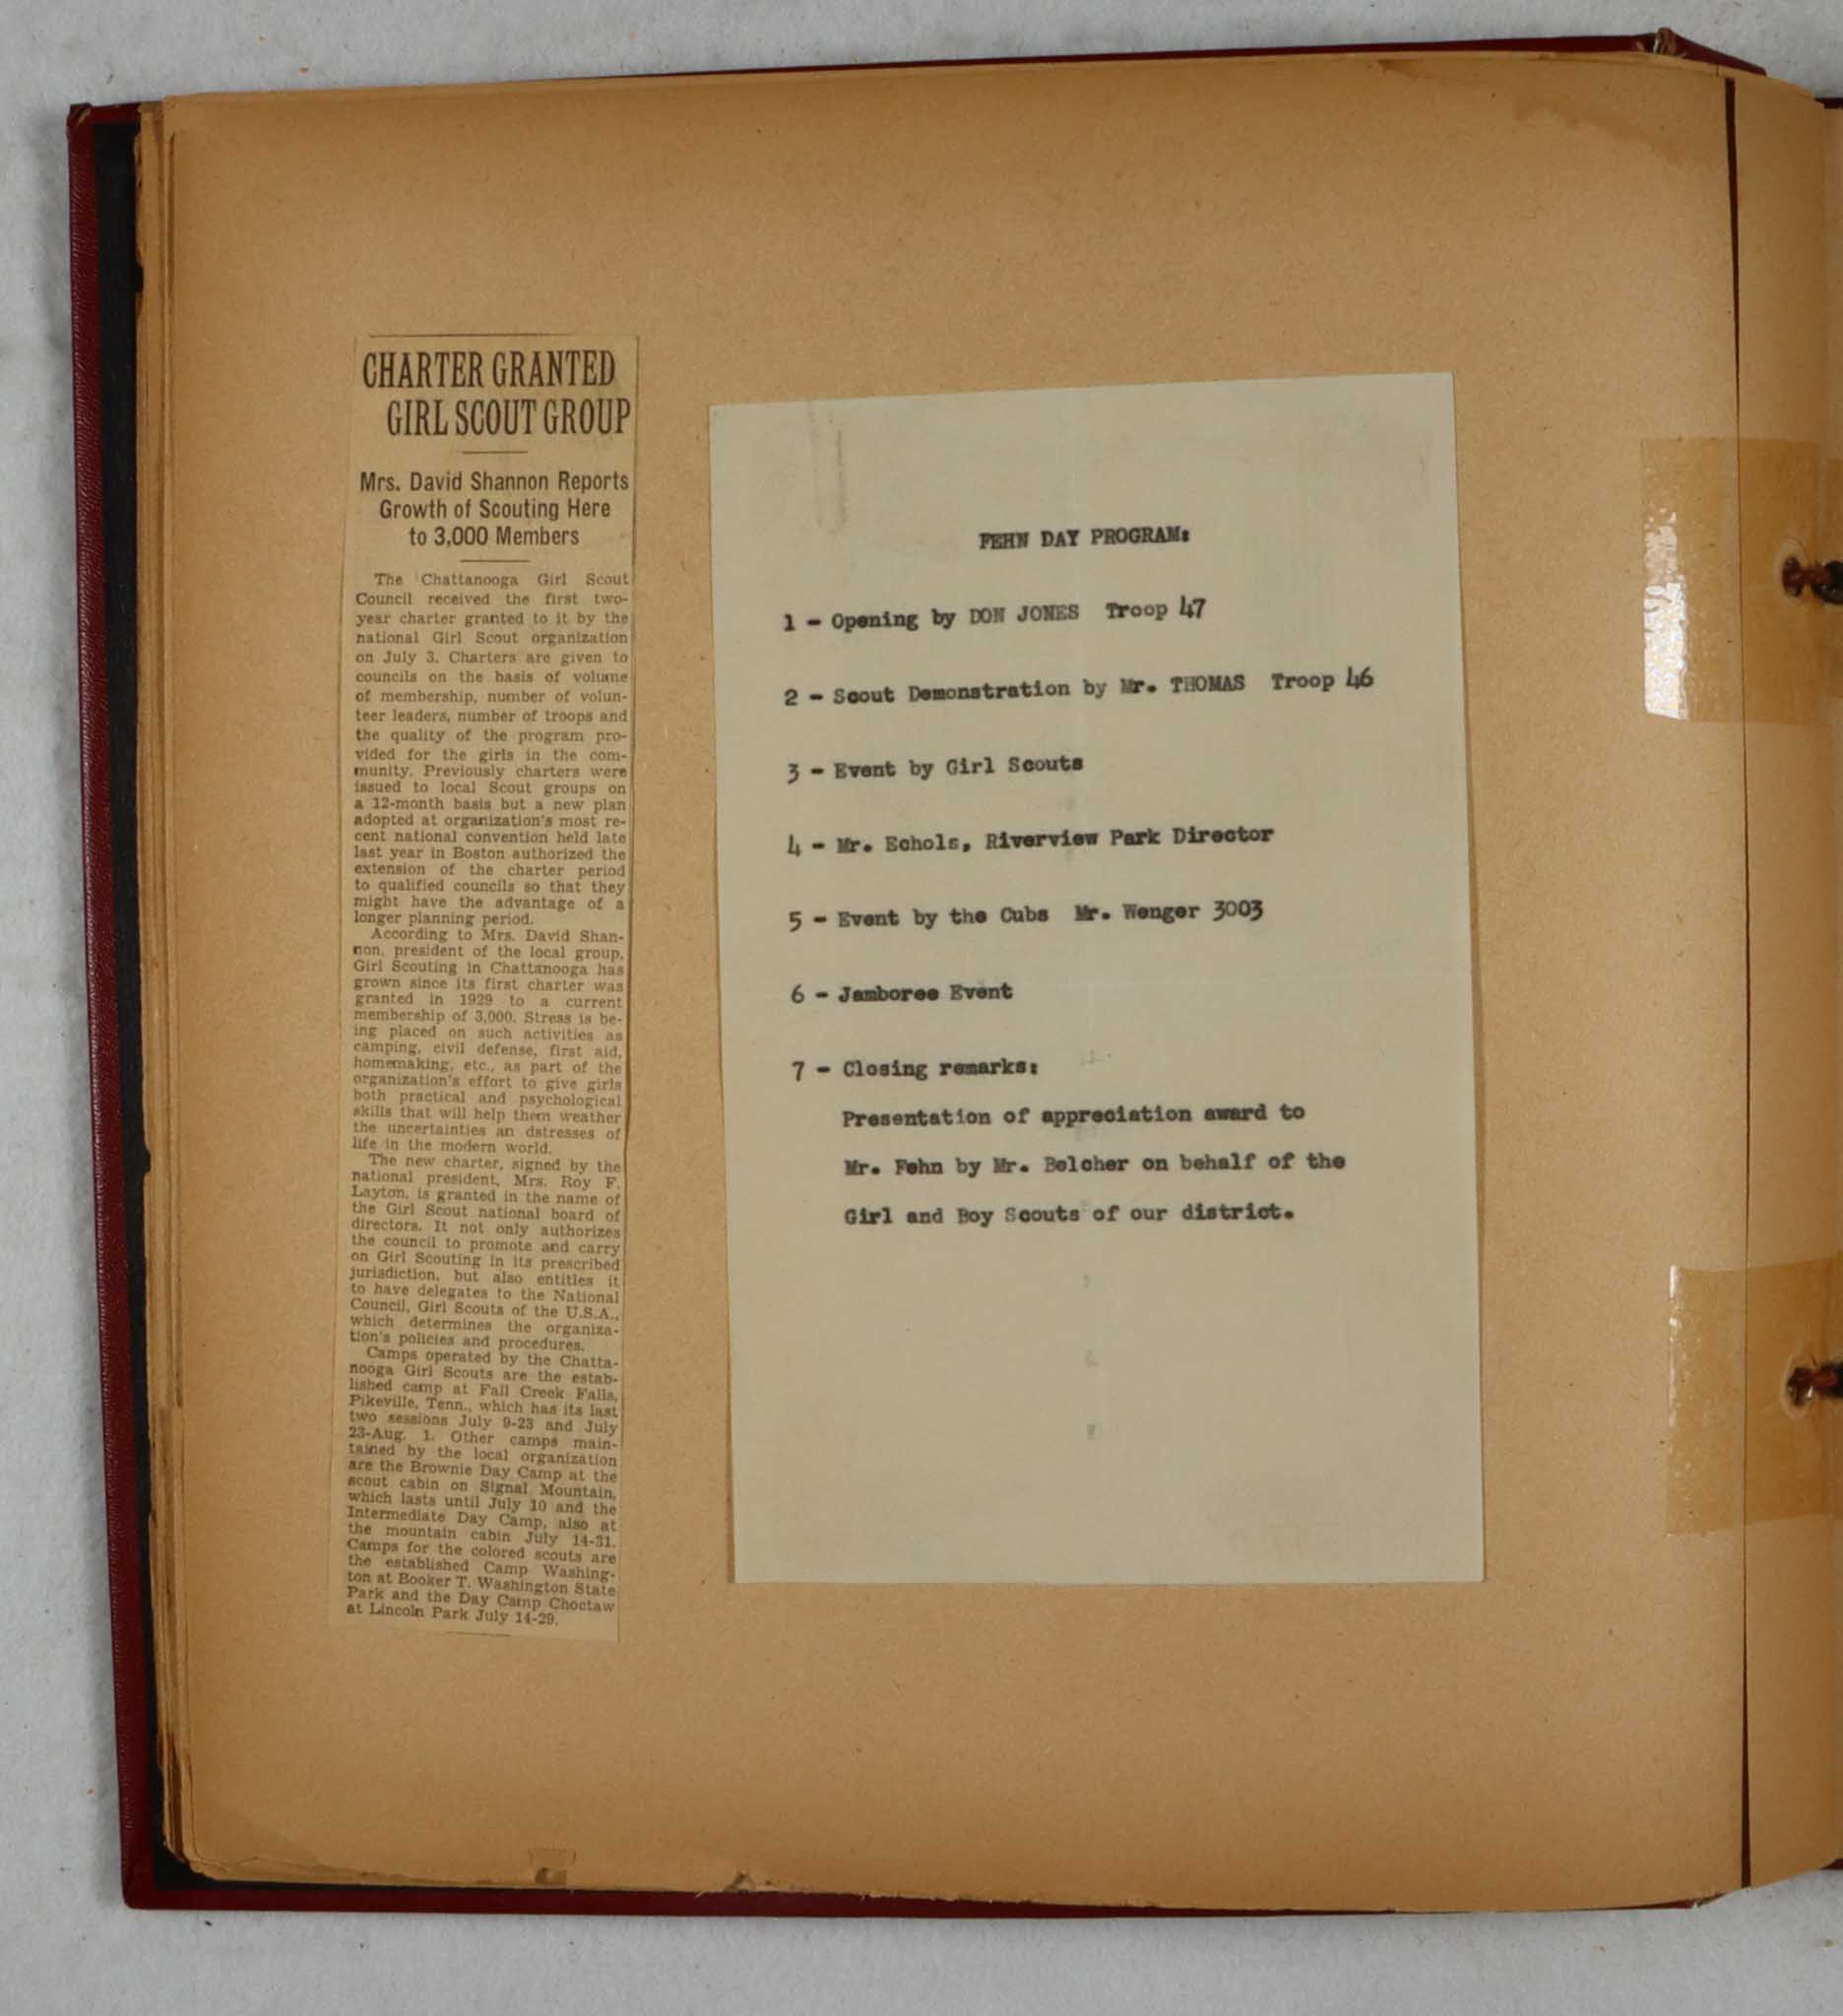 CHARTER GRANTED
GIRL SCOUT GROUP
Mrs. David Shannon Reports
Growth of Scouting Here
to 3,000 Members
The Chattanooga Girl Scout
Council received the first two-
year charter granted to it by the
national Girl Scout organization
on July 3. Charters are given to
councils on the basis of volume
of membership, number of volun-
teer leaders, number of troops and
the quality of the program pro-
vided for the girls in the com-
munity. Previously charters were
issued to local Scout groups on
a 12-month basis but a new plan
adopted at organization's most re-
cent national convention held late
last year in Boston authorized the
extension of the charter period
to qualified councils so that they
might have the advantage of a
longer planning period.
According to Mrs. David Shan-
non, president of the local group,
Girl Scouting in Chattanooga has
grown since its first charter was
granted in 1929 to a current
membership of 3,000. Stress is be-
ing placed on such activities as
camping, civil defense, first aid,
homemaking, etc., as part of the
organization's effort to give girls
both practical and psychological
skills that will help them weather
the uncertainties an dstresses of
life in the modern world.
The new charter, signed by the
national president, Mrs. Roy F.
Layton, is granted in the name of
the Girl Scout national board of
directors. It not only authorizes
the council to promote and carry
on Girl Scouting in its prescribed
jurisdiction, but also entitles it
to have delegates to the National
Council, Girl Scouts of the U.S.A.,
which determines the organiza-
tion's policies and procedures.
Camps operated by the Chatta-
nooga Girl Scouts are the estab-
lished camp at Fall Creek Falls,
Pikeville, Tenn., which has its last
two sessions July 9-23 and July
23-Aug. 1. Other camps main-
tained by the local organization
are the Brownie Day Camp at the
scout cabin on Signal Mountain,
which lasts until July 10 and the
Intermediate Day Camp, also at
the mountain cabin July 14-31.
Camps for the colored scouts are
the established Camp Washing-
ton at Booker T. Washington State
Park and the Day Camp Choctaw
at Lincoln Park July 14-29.
FEHN DAY PROGRAM:
1 - Opening by DON JONES Troop 47
2 - Scout Demonstration by Mr. THOMAS Troop 46
3 - Event by Girl Scouts
4 - Mr. Echols, Riverview Park Director
5 - Event by the Cubs Mr. Wenger 3003
6 - Jamboree Event
7 - Closing remarks:
Presentation of appreciation award to
Mr. Fehn by Mr. Belcher on behalf of the
Girl and Boy Scouts of our district.